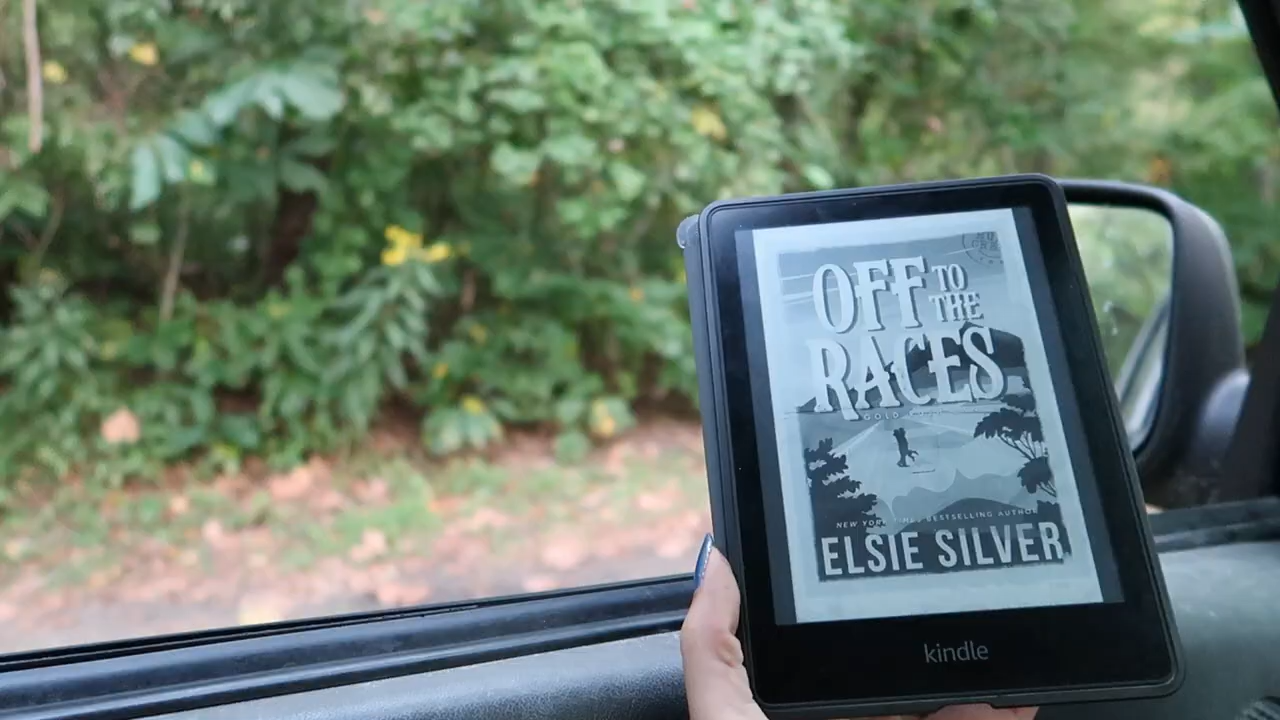 OFF TO
THE
RACES
NEW YORK TIMES BESTSELLING AUTHOR
ELSIE SILVER
kindle